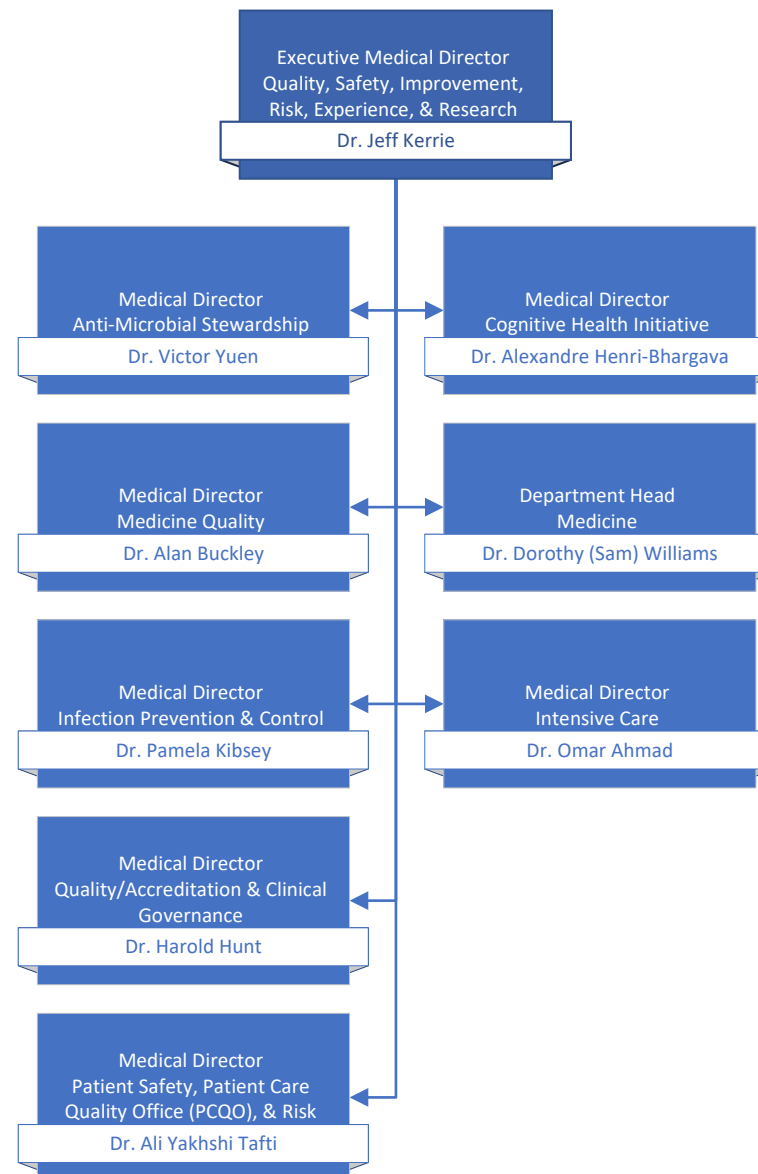 Executive Medical Director
Quality, Safety, Improvement,
Risk, Experience, & Research
Dr. Jeff Kerrie
Medical Director
Anti-Microbial Stewardship
Dr. Victor Yuen
Medical Director
Cognitive Health Initiative
Dr. Alexandre Henri-Bhargava
Medical Director
Medicine Quality
Dr. Alan Buckley
Department Head
Medicine
Dr. Dorothy (Sam) Williams
Medical Director
Infection Prevention & Control
Dr. Pamela Kibsey
Medical Director
Intensive Care
Dr. Omar Ahmad
Medical Director
Quality/Accreditation & Clinical
Governance
Dr. Harold Hunt
Medical Director
Patient Safety, Patient Care
Quality Office (PCQO), & Risk
Dr. Ali Yakhshi Tafti